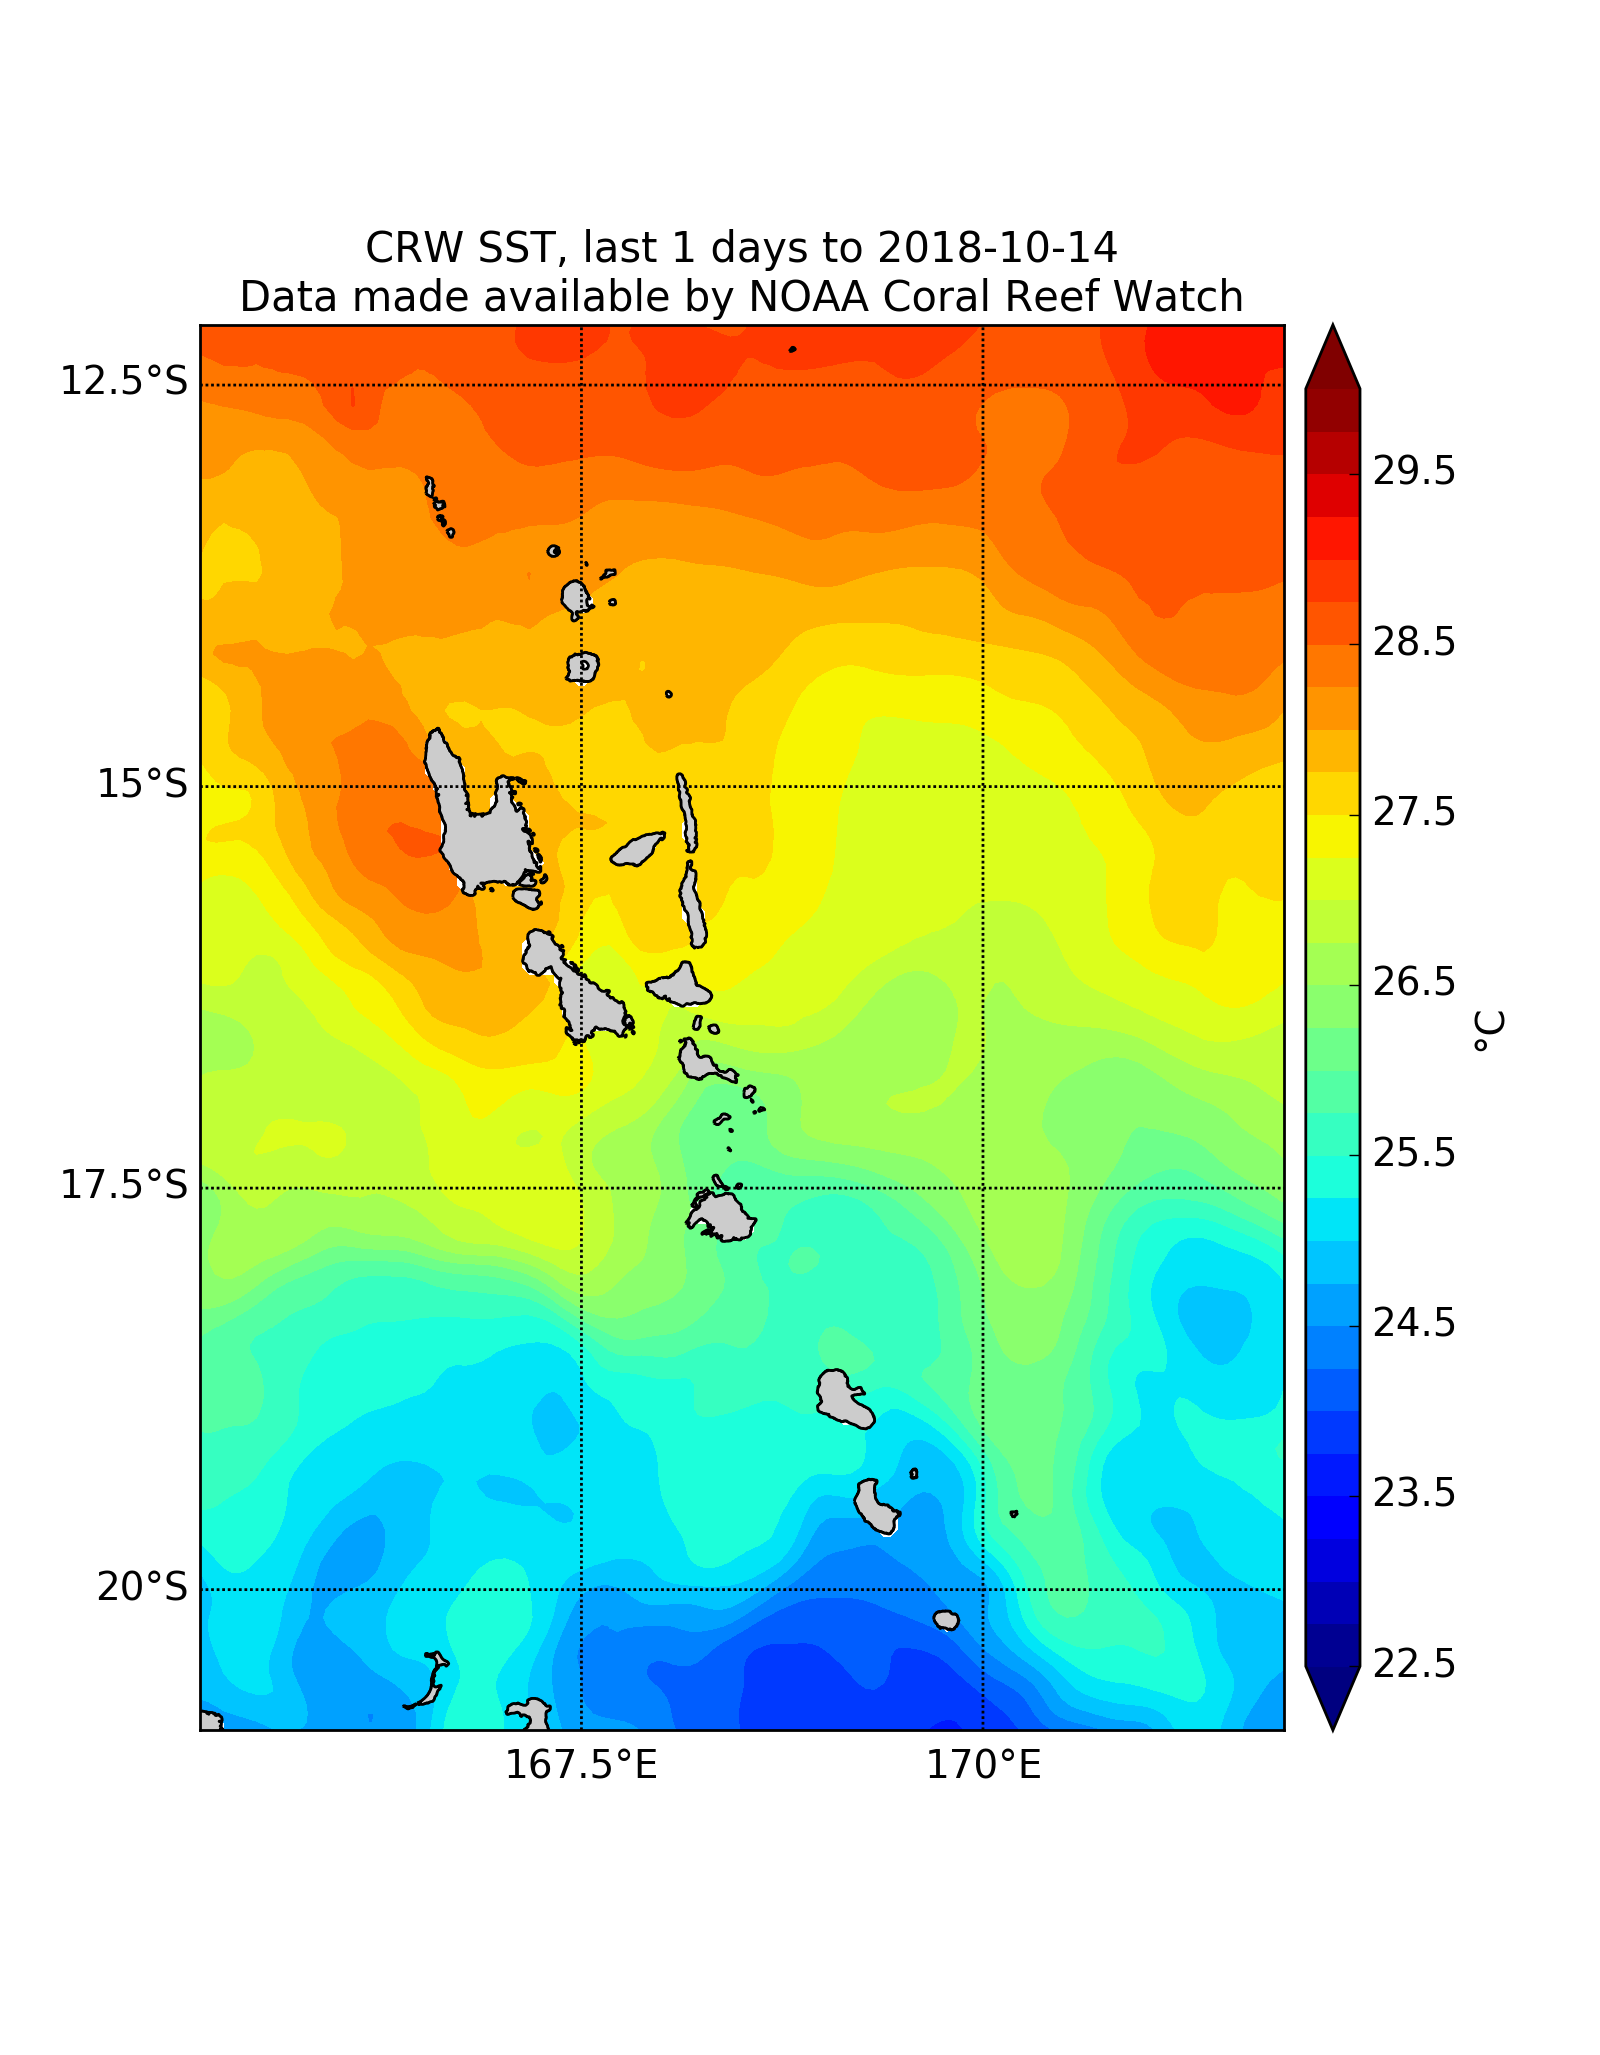 CRW SST, last 1 days to 2018-10-14
Data made available by NOAA Coral Reef Watch
12.5°S
15°S
17.5°S
20°S
167.5°E
170°E
29.5
28.5
27.5
26.5
25.5
24.5
23.5
22.5
°C